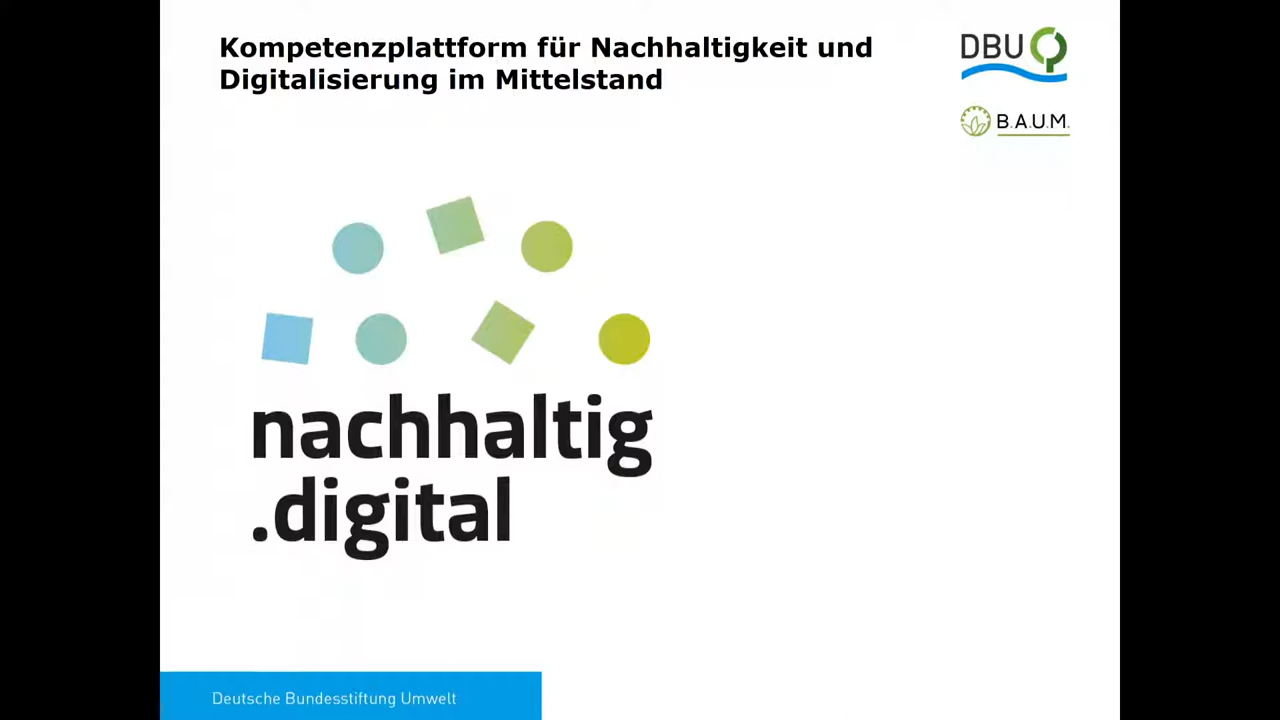 Kompetenzplattform für Nachhaltigkeit und
Digitalisierung im Mittelstand
DBU
B.A.U.M.
nachhaltig
.digital
Deutsche Bundesstiftung Umwelt